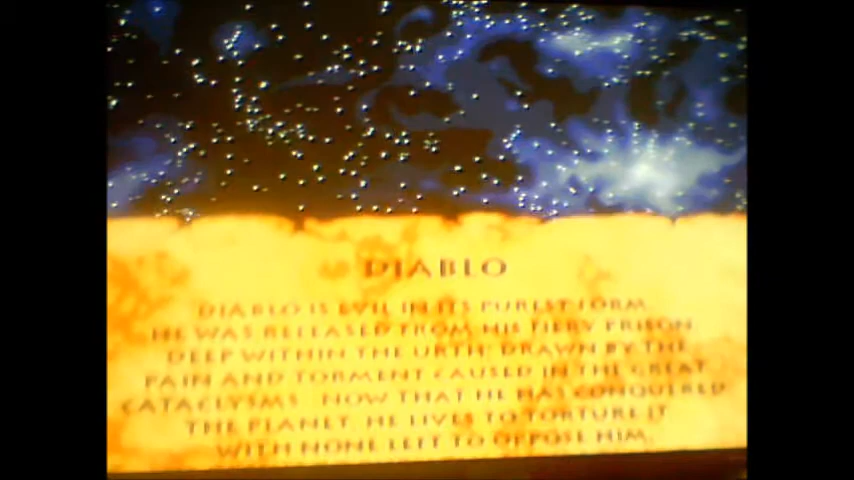 DIABLO
DIABLO IS EVIL IN ITS PUREST FORM.
HE WAS RELEASED FROM HIS FIERY PRISON
DEEP WITHIN THE URTH, DRAWN BY THE
PAIN AND TORMENT CAUSED IN THE GREAT
CATACLYSMS. NOW THAT HE HAS CONQUERED
THE PLANET, HE LIVES TO TORTURE IT
WITH NONE LEFT TO OPPOSE HIM.